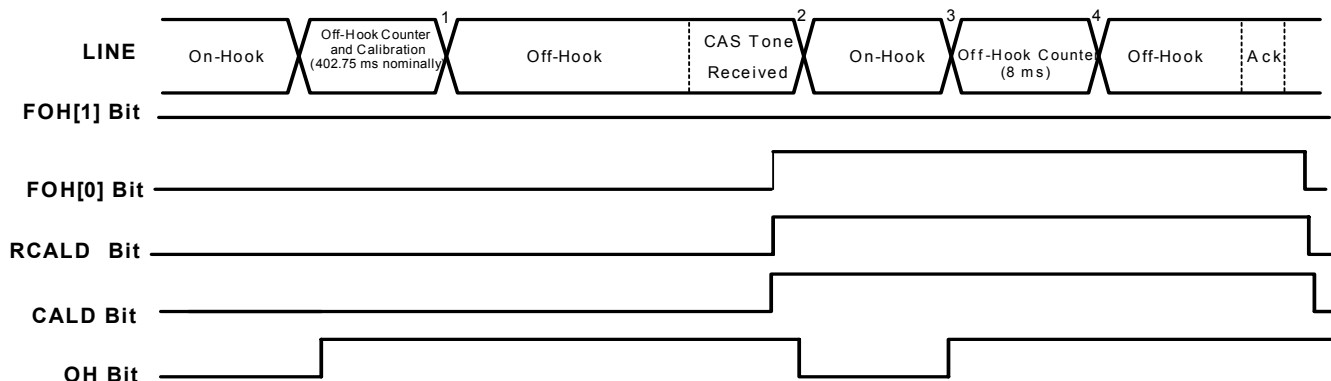 1 2 3 4
LINE
On-Hook
Off-Hook Counter
and Calibration
(402.75 ms nominally)
Off-Hook
CAS Tone
Received
On-Hook
Off-Hook Counter
(8 ms)
Off-Hook
Ack
FOH[1] Bit
FOH[0] Bit
RCALD Bit
CALD Bit
OH Bit